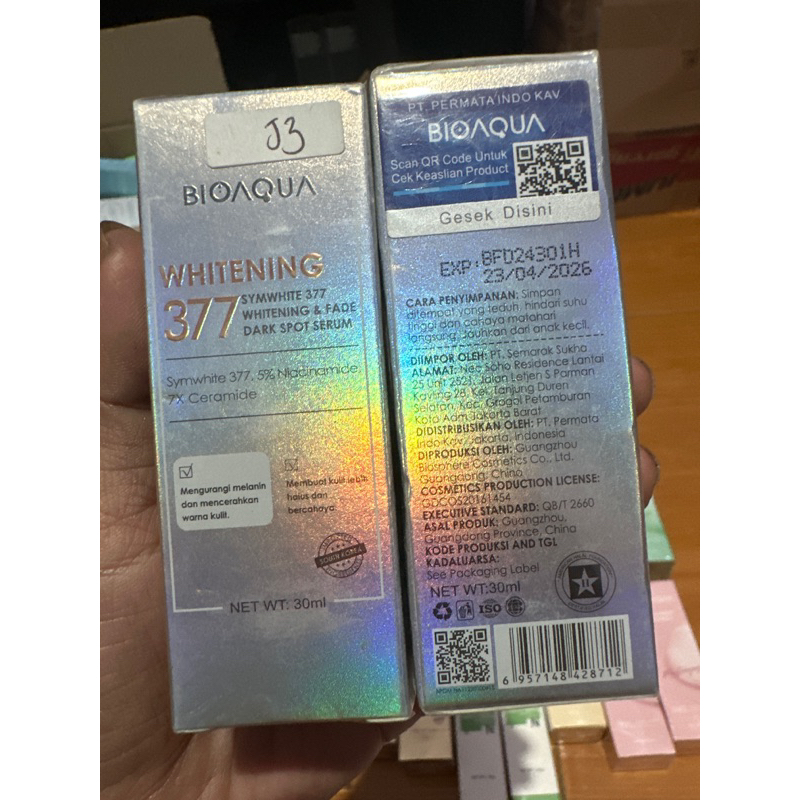 J3
BIOAQUA
WHITENING
377
SYMWHITE 377
WHITENING & FADE
DARK SPOT SERUM
Symwhite 377, 5% Niacinamide
7X Ceramide
Mengurangi melanin
dan mencerahkan
warna kulit.
Membuat kulit lebih
halus dan
bercahaya
SOUTH KOREA
NET WT: 30ml
PT. PERMATA INDO KAV
BIOAQUA
Scan QR Code Untuk
Cek Keaslian Product
Gesek Disini
EXP: BFD24301H
23/04/2026
CARA PENYIMPANAN: Simpan
ditempat yang teduh, hindari suhu
tinggi dan cahaya matahari
langsung. Jauhkan dari anak kecil.
DIIMPOR OLEH: PT. Semarak Sukha
ALAMAT: Neo Soho Residence Lantai
25 Unit 2521, Jalan Letjen S Parman
Kavling 28, Kel. Tanjung Duren
Selatan, Kec. Grogol Petamburan
Kota Adm. Jakarta Barat
DIDISTRIBUSIKAN OLEH: PT. Permata
Indo Kav, Jakarta, Indonesia
DIPRODUKSI OLEH: Guangzhou
Biosphere Cosmetics Co., Ltd.
Guangdong, China
COSMETICS PRODUCTION LICENSE:
GDCOS20161454
EXECUTIVE STANDARD: QB/T 2660
ASAL PRODUK: Guangzhou,
Guangdong Province, China
KODE PRODUKSI AND TGL
KADALUARSA:
See Packaging Label
NET WT:30ml
ISO
6 957148 428712